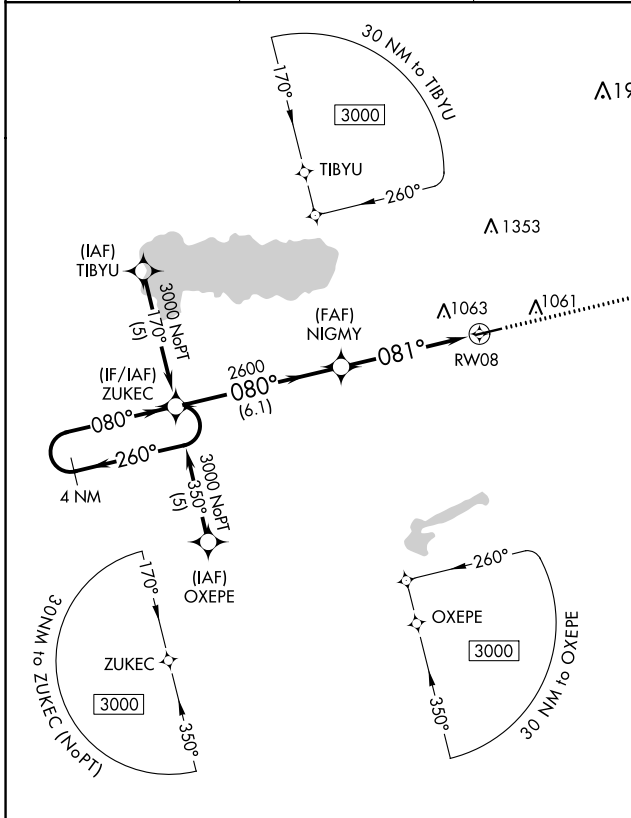 30 NM to TIBYU
170°
3000
TIBYU
260°
19
1353
(IAF)
TIBYU
3000 NoPT
170°
(5)
(FAF)
NIGMY
1063
1061
RW08
081°
2600
080°
(6.1)
(IF/IAF)
ZUKEC
080°
260°
4 NM
3000 NoPT
350°
(5)
(IAF)
OXEPE
30NM to ZUKEC (NoPT)
170°
ZUKEC
3000
350°
260°
OXEPE
3000
350°
30 NM to OXEPE